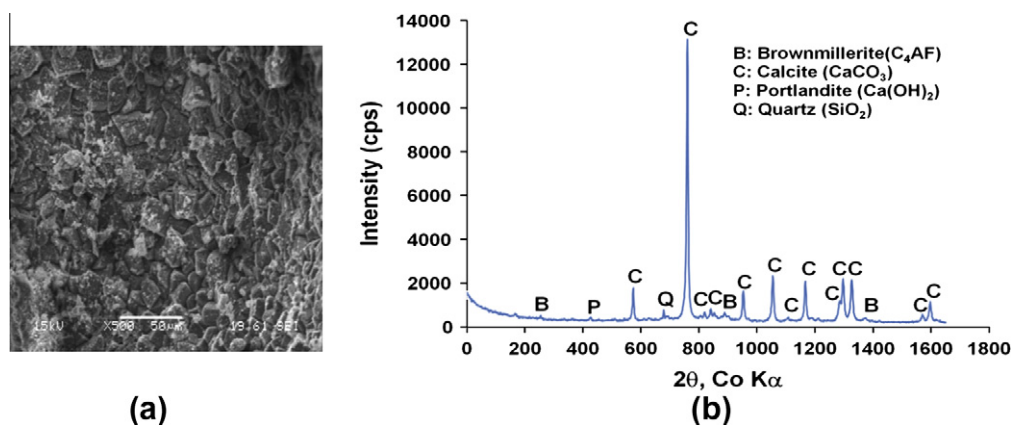 15kV X500 50µm 19.61 SEI
(a)
(b)
B: Brownmillerite(C₄AF)
C: Calcite (CaCO₃)
P: Portlandite (Ca(OH)₂)
Q: Quartz (SiO₂)
Intensity (cps)
14000
12000
10000
8000
6000
4000
2000
0
C
B P C Q C C B C C C C C C C B C C
0 200 400 600 800 1000 1200 1400 1600 1800
2θ, Co Kα